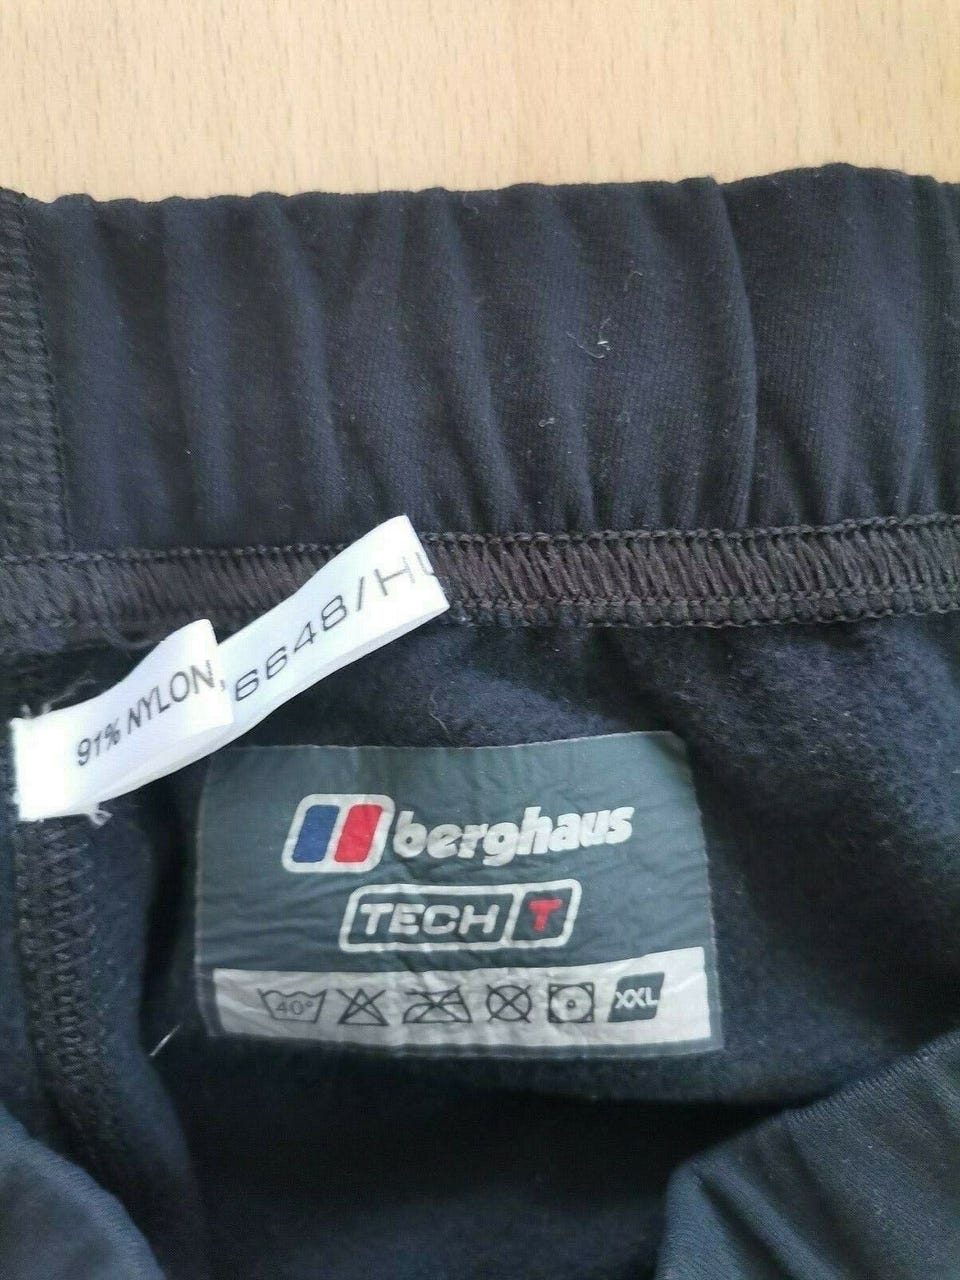 91% NYLON,
6648/HU
berghaus
TECH T
40° XXL